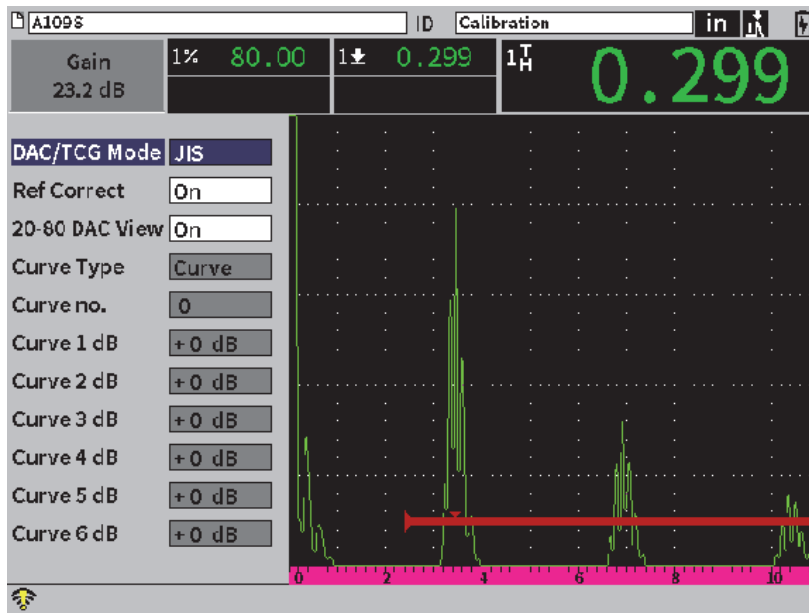 A109S ID Calibration in
Gain 1% 80.00 1 0.299 1 T H 0.299
23.2 dB
DAC/TCG Mode JIS
Ref Correct On
20-80 DAC View On
Curve Type Curve
Curve no. 0
Curve 1 dB +0 dB
Curve 2 dB +0 dB
Curve 3 dB +0 dB
Curve 4 dB +0 dB
Curve 5 dB +0 dB
Curve 6 dB +0 dB
0 2 4 6 8 10